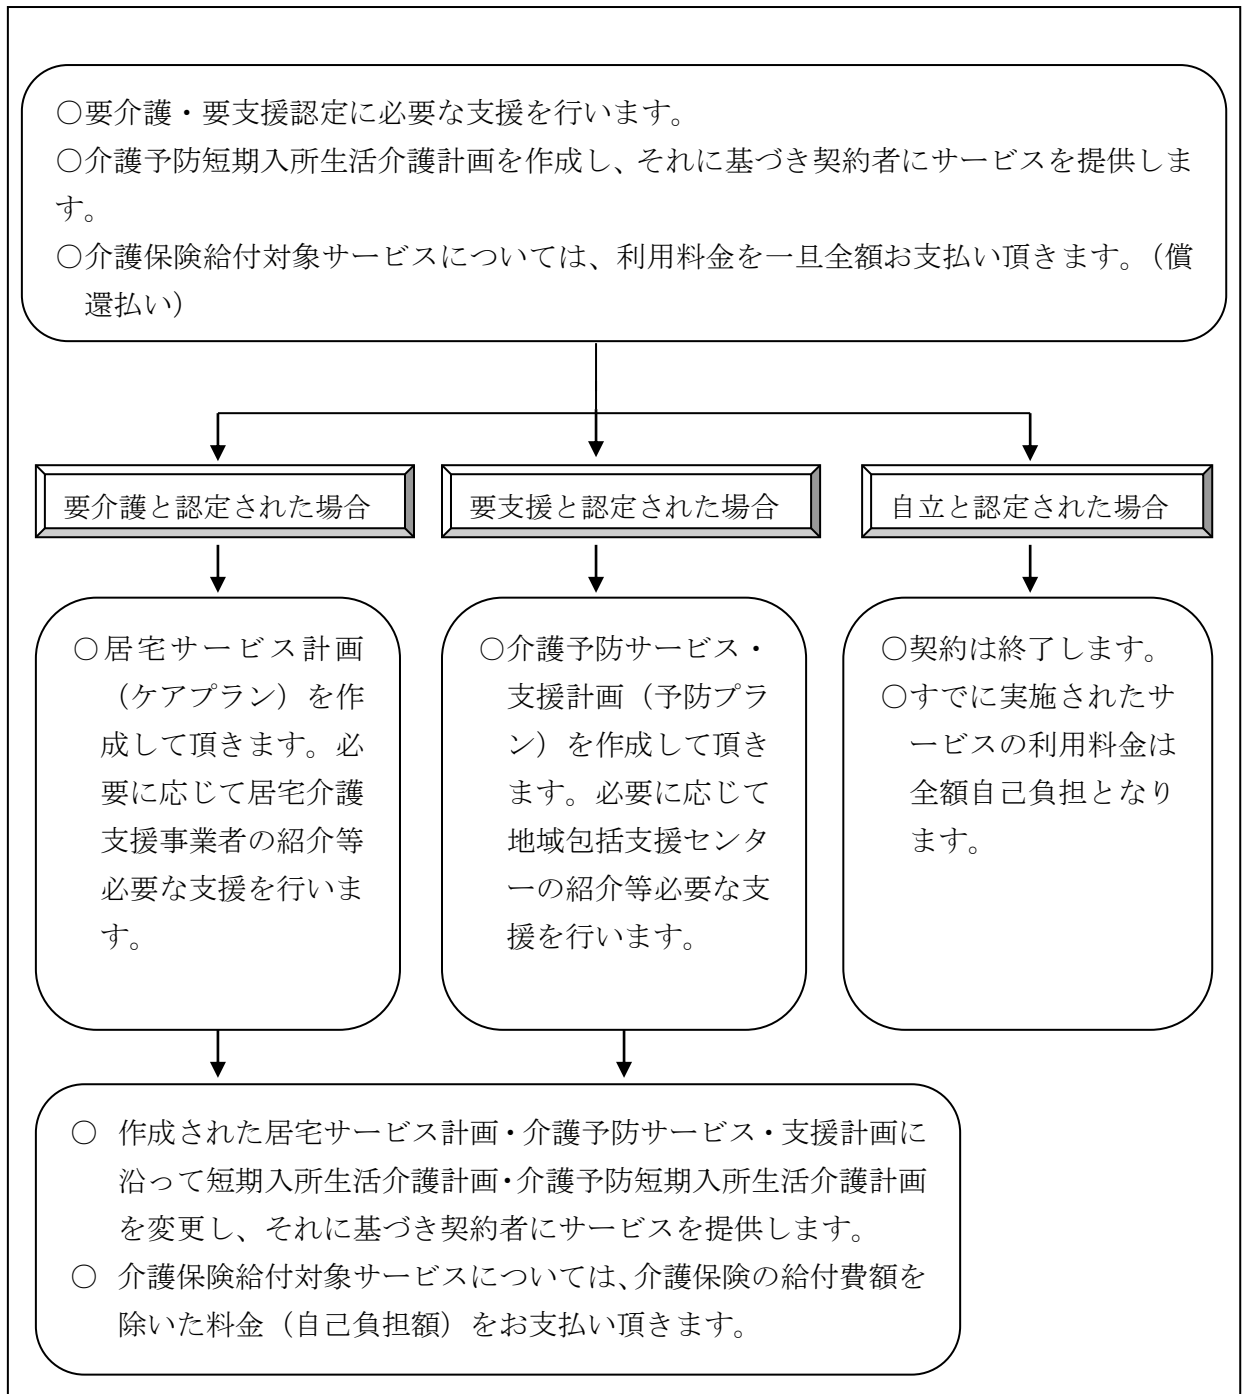 ○要介護・要支援認定に必要な支援を行います。
○介護予防短期入所生活介護計画を作成し、それに基づき契約者にサービスを提供しま
す。
○介護保険給付対象サービスについては、利用料金を一旦全額お支払い頂きます。（償
還払い）
要介護と認定された場合
要支援と認定された場合
自立と認定された場合
○居宅サービス計画
（ケアプラン）を作
成して頂きます。必
要に応じて居宅介護
支援事業者の紹介等
必要な支援を行いま
す。
○介護予防サービス・
支援計画（予防プラ
ン）を作成して頂き
ます。必要に応じて
地域包括支援センタ
ーの紹介等必要な支
援を行います。
○契約は終了します。
○すでに実施されたサ
ービスの利用料金は
全額自己負担となり
ます。
○ 作成された居宅サービス計画・介護予防サービス・支援計画に
沿って短期入所生活介護計画・介護予防短期入所生活介護計画
を変更し、それに基づき契約者にサービスを提供します。
○ 介護保険給付対象サービスについては、介護保険の給付費額を
除いた料金（自己負担額）をお支払い頂きます。